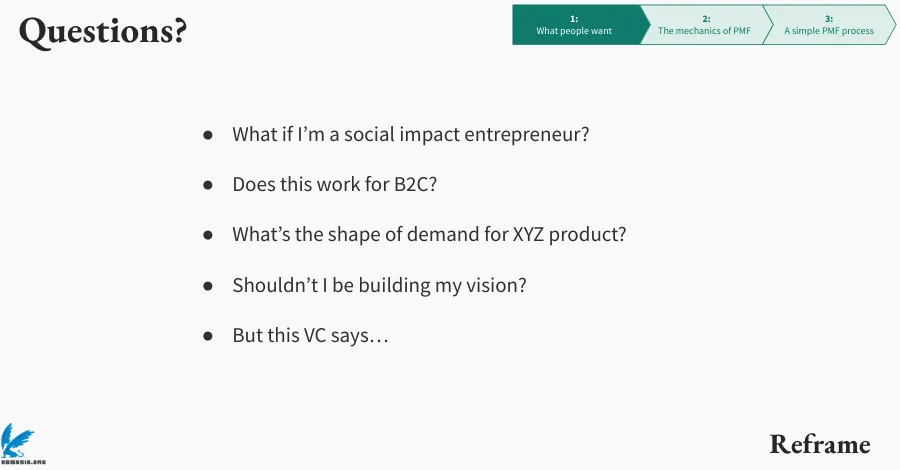 Questions?
1:
What people want
2:
The mechanics of PMF
3:
A simple PMF process
● What if I’m a social impact entrepreneur?
● Does this work for B2C?
● What’s the shape of demand for XYZ product?
● Shouldn’t I be building my vision?
● But this VC says…
Reframe